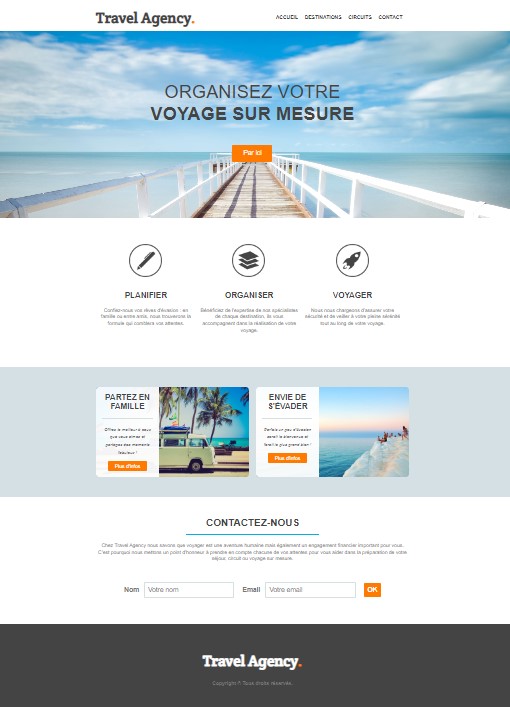 Travel Agency.
ACCUEIL DESTINATIONS CIRCUITS CONTACT
ORGANISEZ VOTRE
VOYAGE SUR MESURE
Par ici
PLANIFIER
Confiez-nous vos rêves d'évasion : en
famille ou entre amis, nous trouverons la
formule qui comblera vos attentes.
ORGANISER
Bénéficiez de l'expertise de nos spécialistes
de chaque destination, ils vous
accompagnent dans la réalisation de votre
voyage.
VOYAGER
Nous nous chargeons d'assurer votre
sécurité et de veiller à votre pleine sérénité
tout au long de votre voyage.
PARTEZ EN
FAMILLE
Offrez le meilleur à ceux
que vous aimez et
partagez des moments
fabuleux !
Plus d'infos
ENVIE DE
S'ÉVADER
Parfois un peu d'évasion
serait la bienvenue et
ferait le plus grand bien !
Plus d'infos
CONTACTEZ-NOUS
Chez Travel Agency nous savons que voyager est une aventure humaine mais également un engagement financier important pour vous.
C'est pourquoi nous mettons un point d'honneur à prendre en compte chacune de vos attentes pour vous aider dans la préparation de votre
séjour, circuit ou voyage sur mesure.
Nom Votre nom Email Votre email OK
Travel Agency.
Copyright © Tous droits réservés.